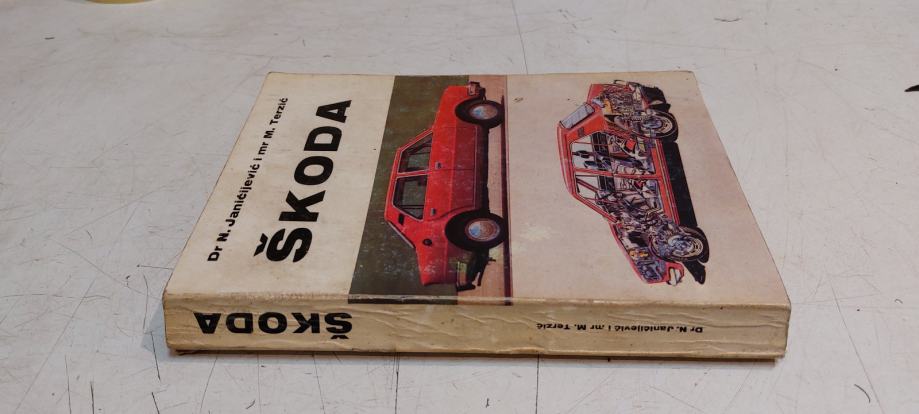 Dr N. Janićijević i mr M. Terzić
ŠKODA
ŠKODA
Dr N. Janićijević i mr M. Terzić